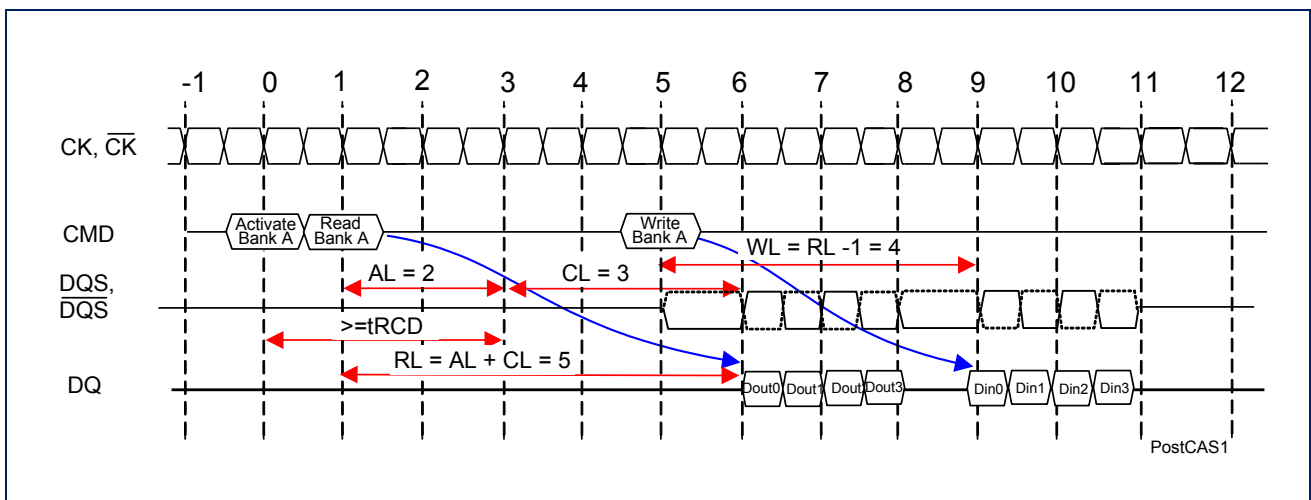 -1 0 1 2 3 4 5 6 7 8 9 10 11 12
CK, CK
CMD
Activate
Bank A
Read
Bank A
Write
Bank A
WL = RL -1 = 4
AL = 2
CL = 3
DQS,
DQS
>=tRCD
RL = AL + CL = 5
DQ
Dout0 Dout1 Dout Dout3 Din0 Din1 Din2 Din3
PostCAS1